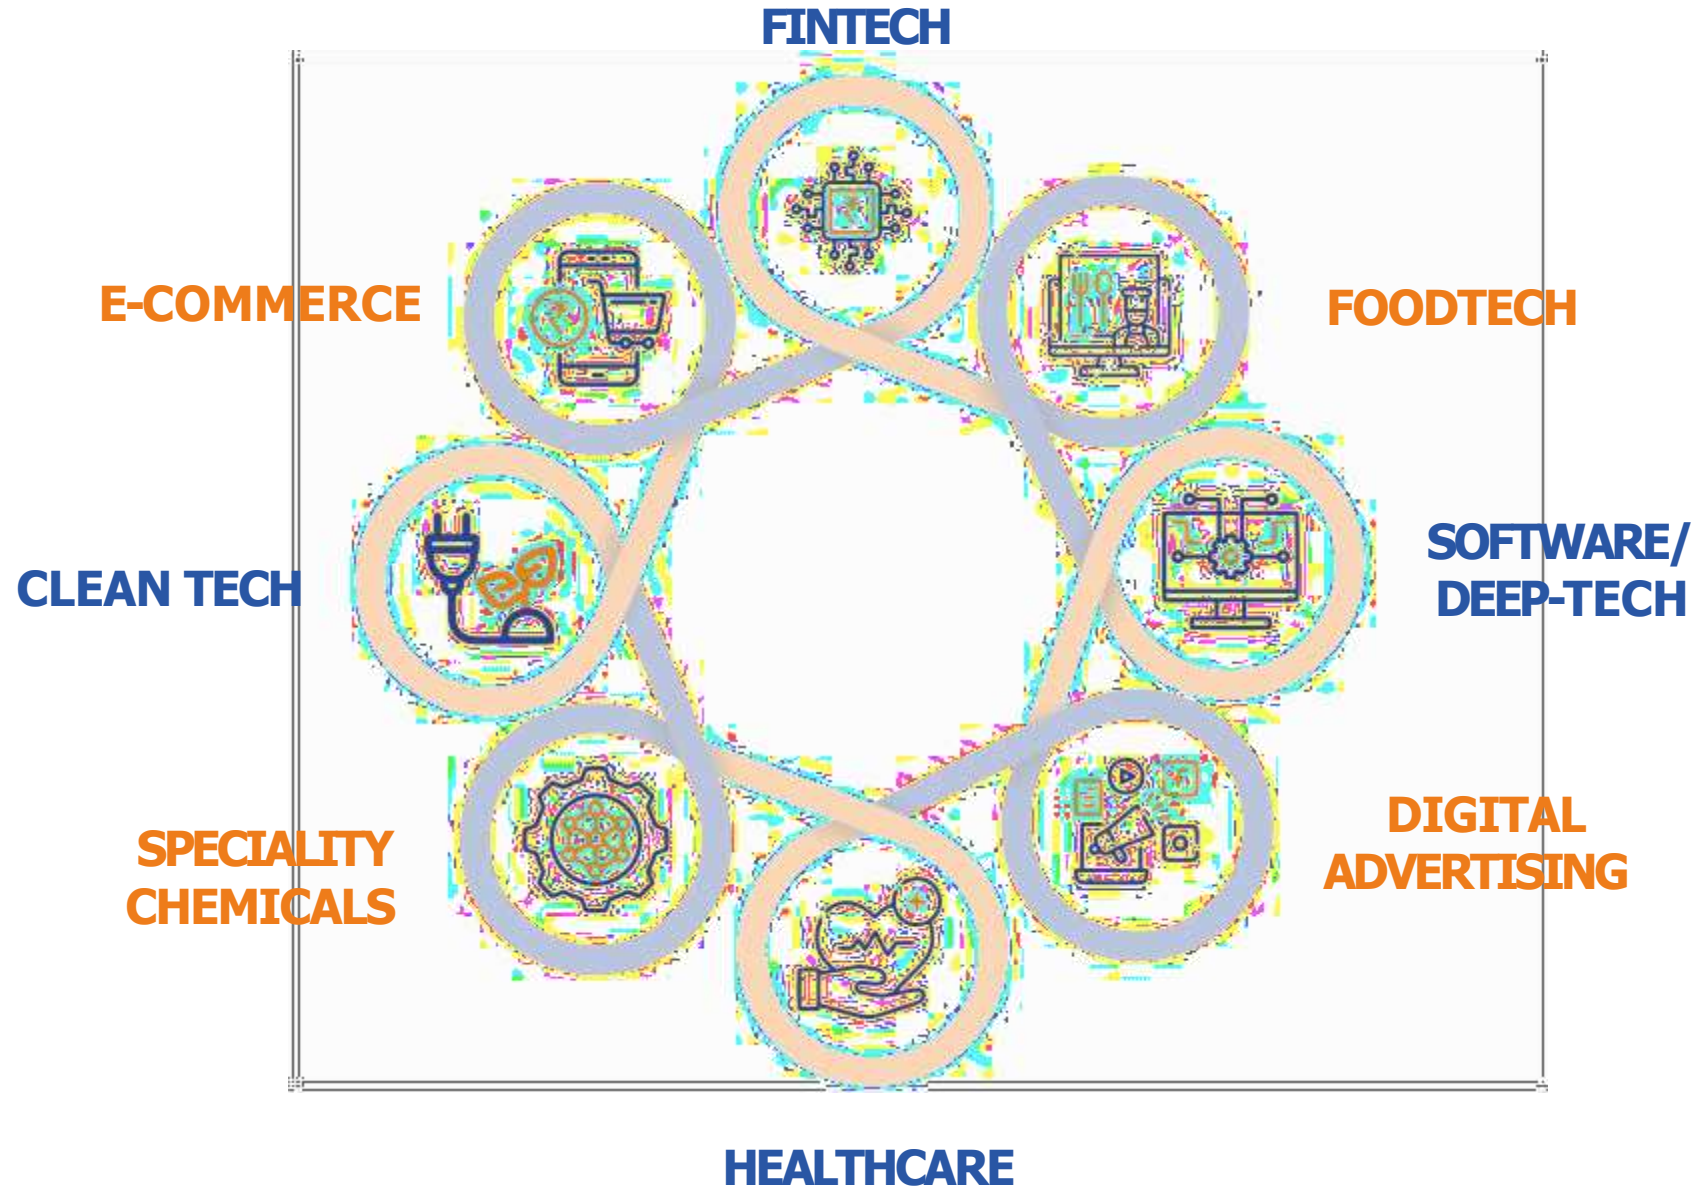 FINTECH
E-COMMERCE
FOODTECH
SOFTWARE/
DEEP-TECH
CLEAN TECH
DIGITAL
ADVERTISING
SPECIALITY
CHEMICALS
HEALTHCARE